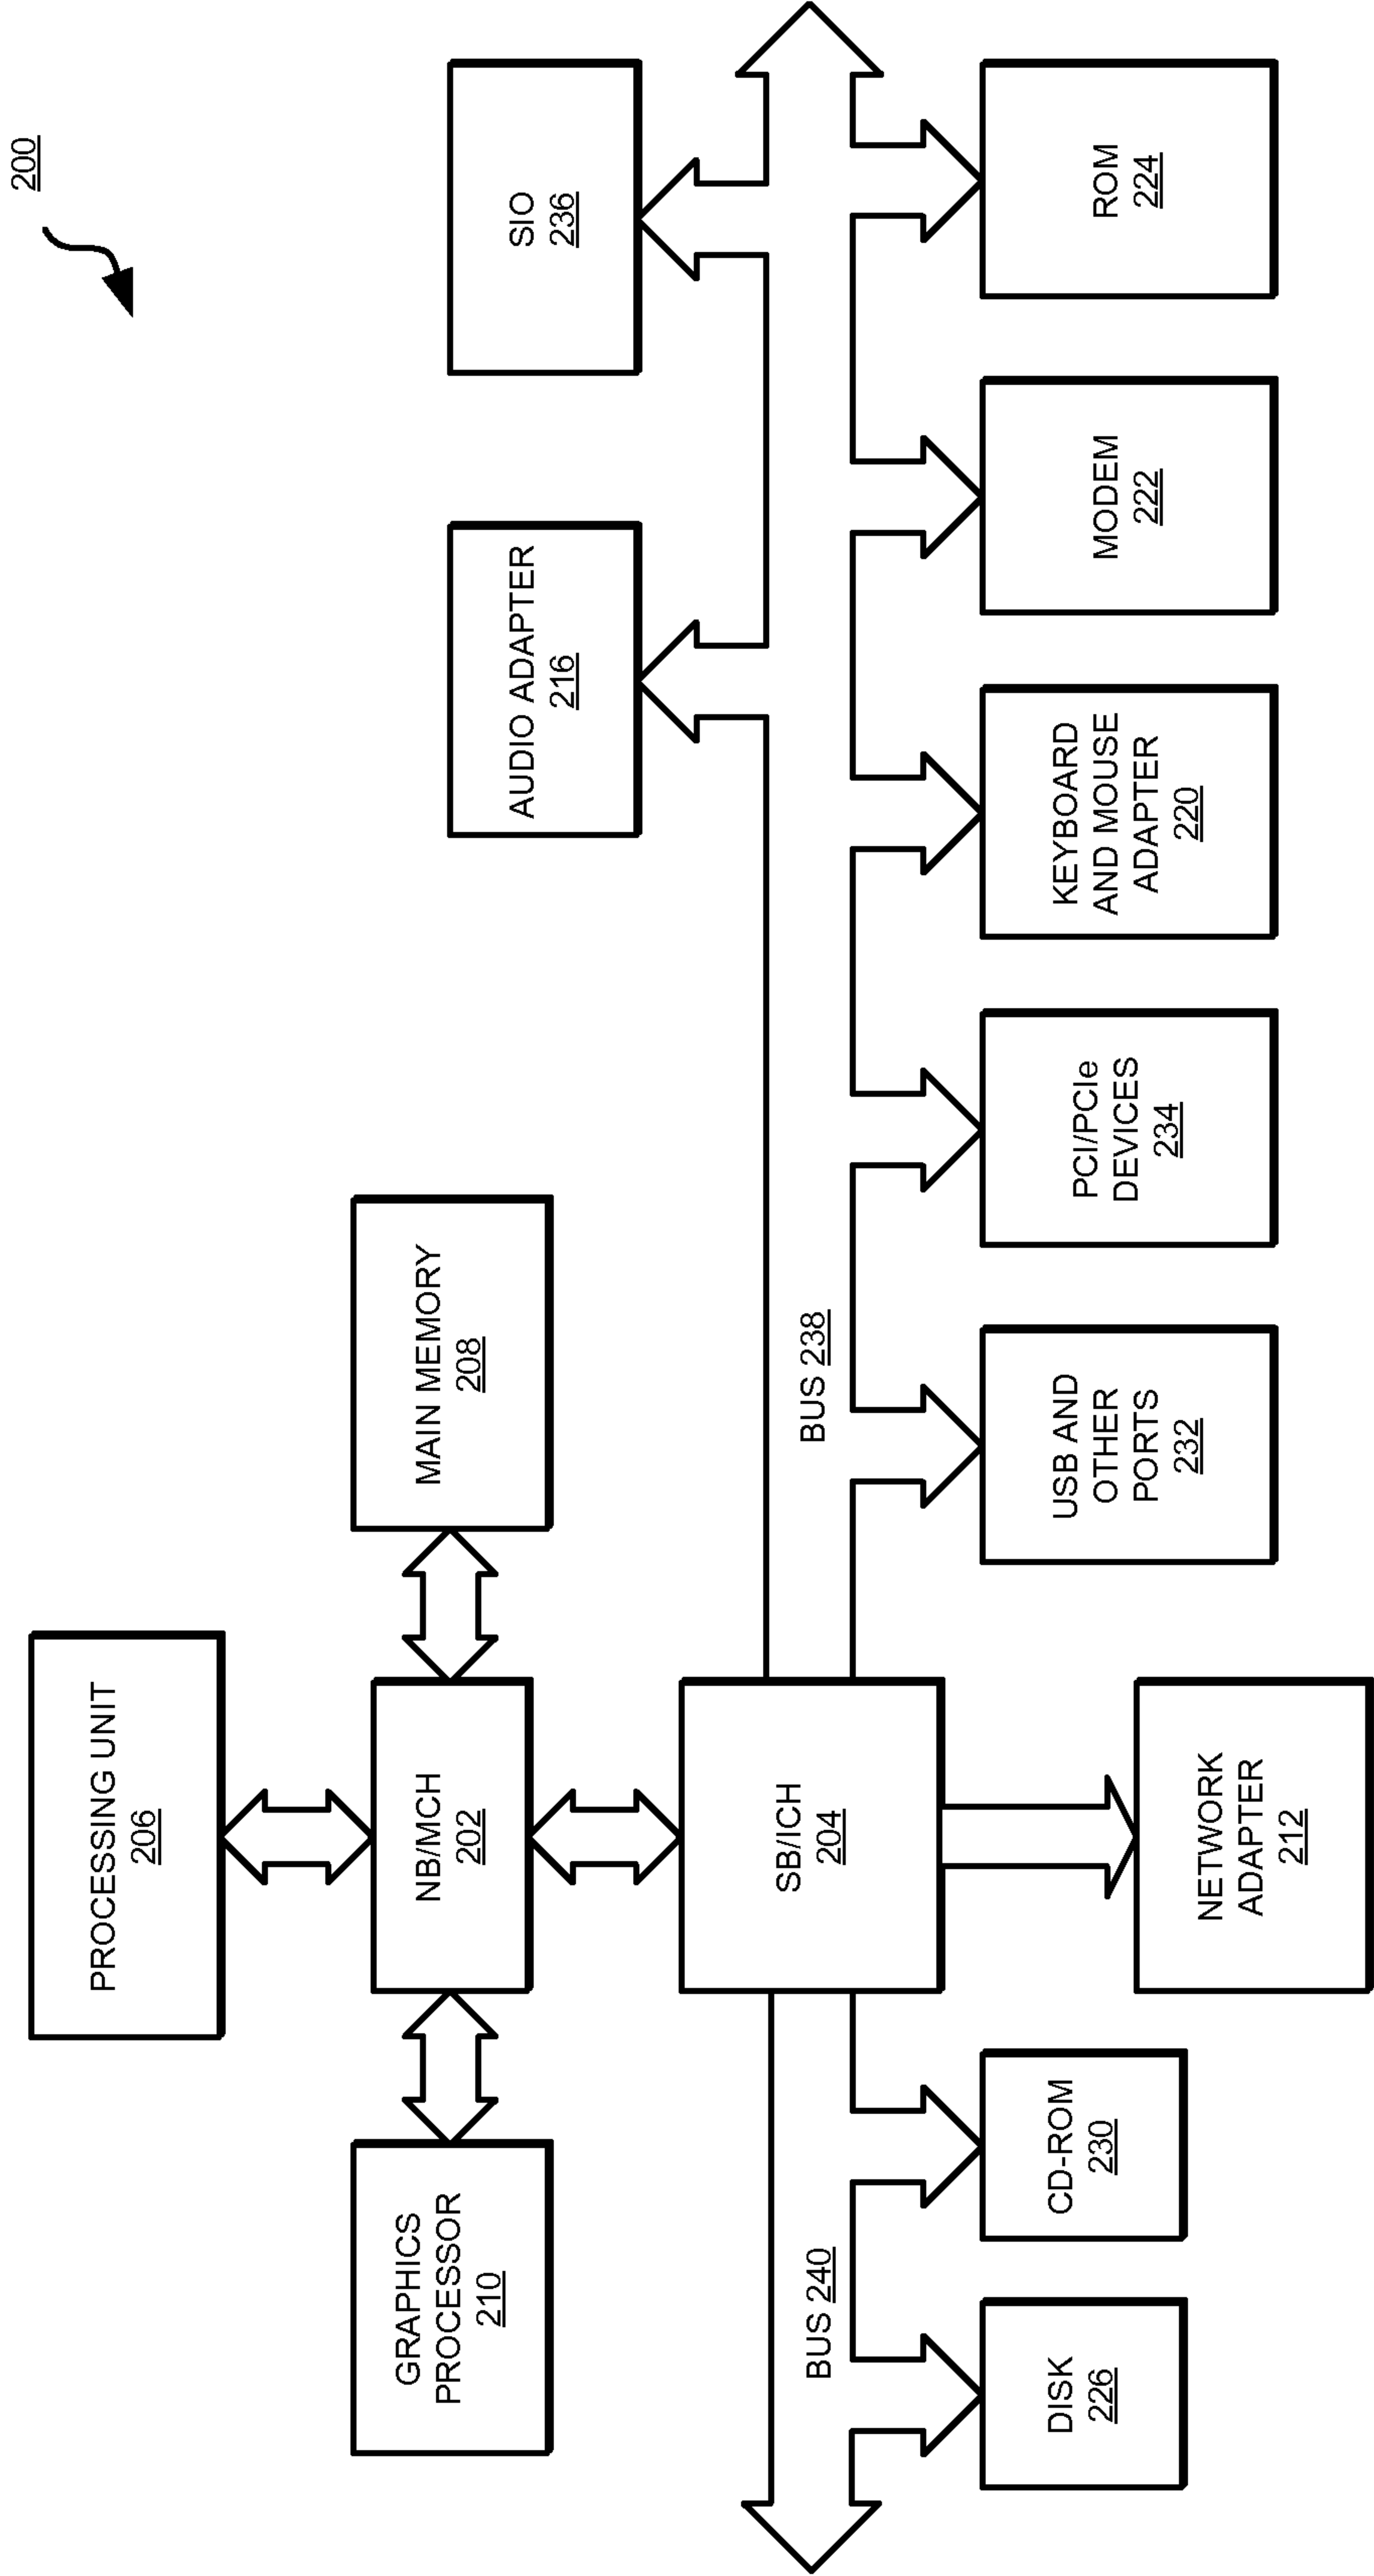 200
PROCESSING UNIT
206
GRAPHICS
PROCESSOR
210
NB/MCH
202
MAIN MEMORY
208
AUDIO ADAPTER
216
SIO
236
SB/ICH
204
BUS 240
BUS 238
DISK
226
CD-ROM
230
USB AND
OTHER
PORTS
232
PCI/PCIe
DEVICES
234
KEYBOARD
AND MOUSE
ADAPTER
220
MODEM
222
ROM
224
NETWORK
ADAPTER
212